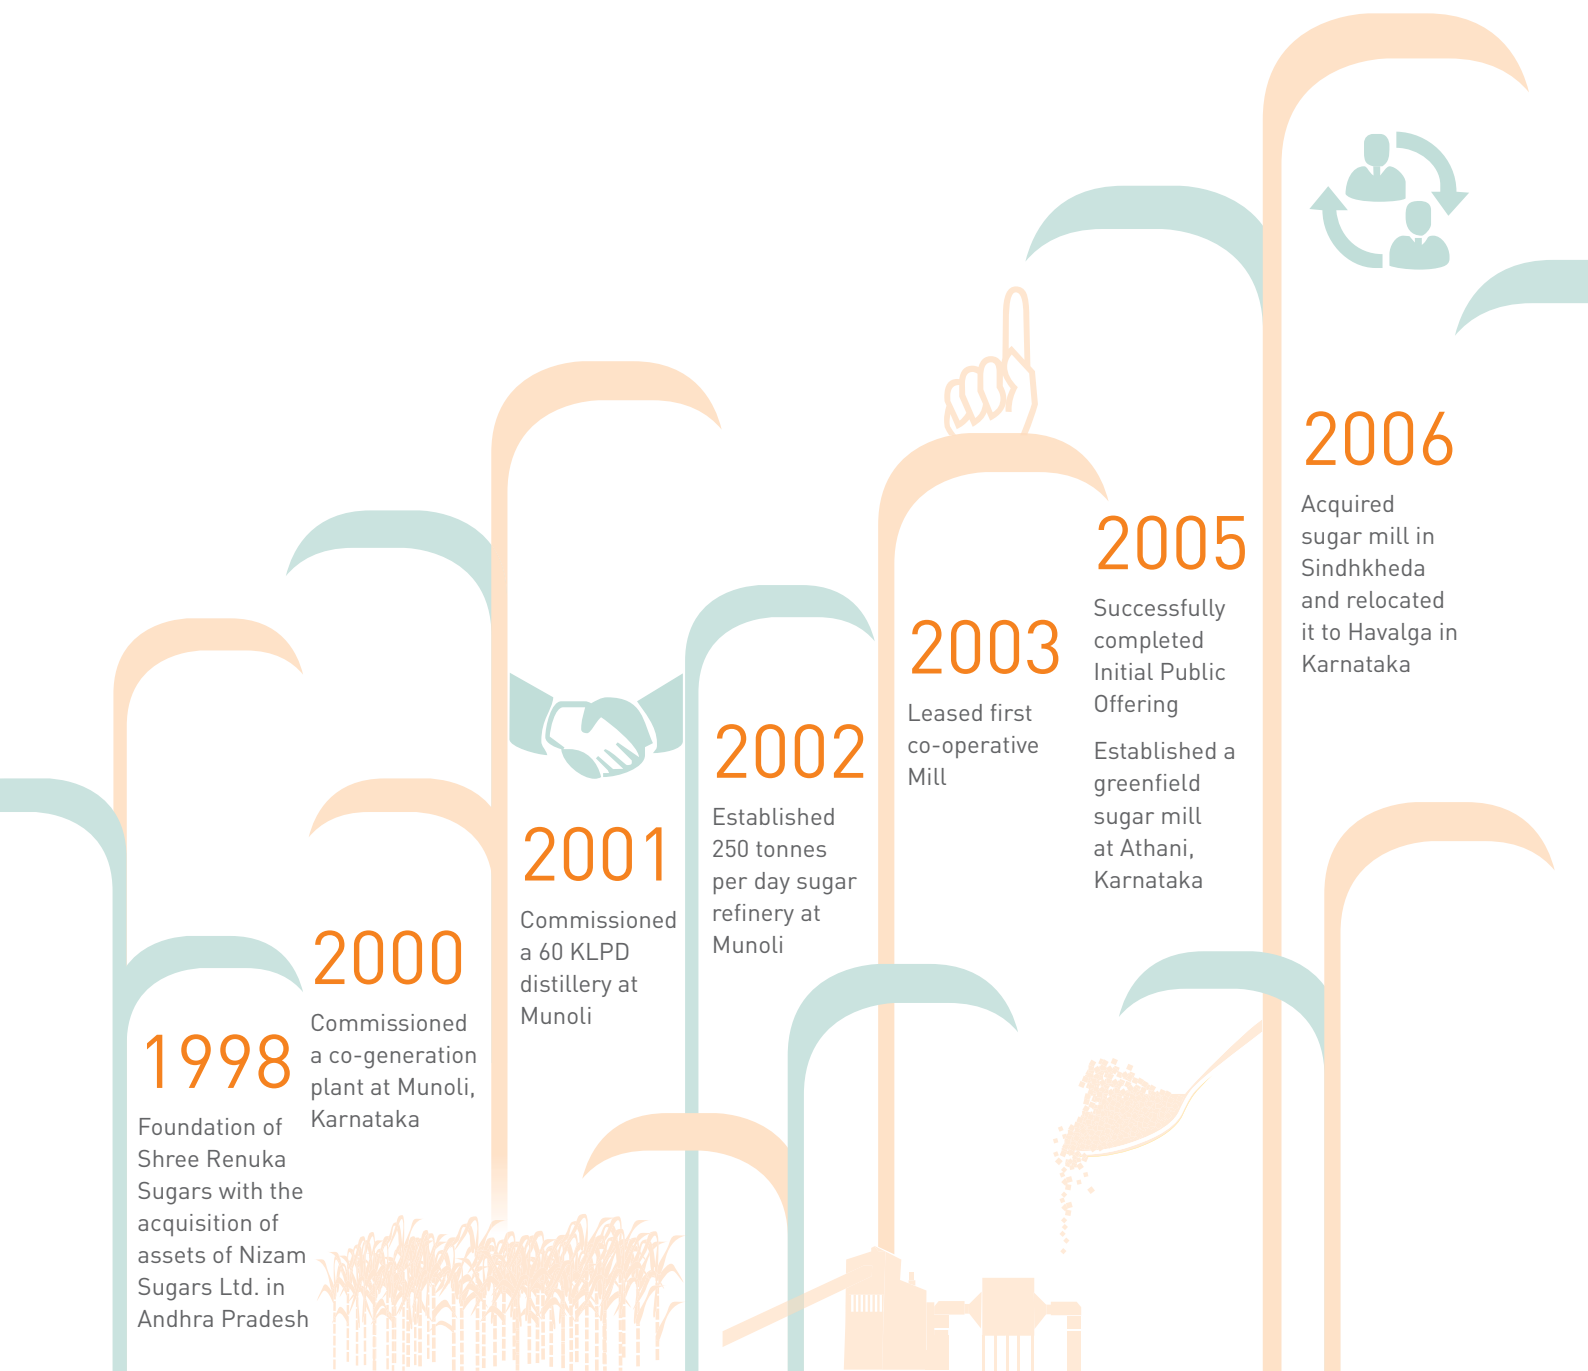 1998
Foundation of
Shree Renuka
Sugars with the
acquisition of
assets of Nizam
Sugars Ltd. in
Andhra Pradesh
2000
Commissioned
a co-generation
plant at Munoli,
Karnataka
2001
Commissioned
a 60 KLPD
distillery at
Munoli
2002
Established
250 tonnes
per day sugar
refinery at
Munoli
2003
Leased first
co-operative
Mill
2005
Successfully
completed
Initial Public
Offering
Established a
greenfield
sugar mill
at Athani,
Karnataka
2006
Acquired
sugar mill in
Sindhkheda
and relocated
it to Havalga in
Karnataka